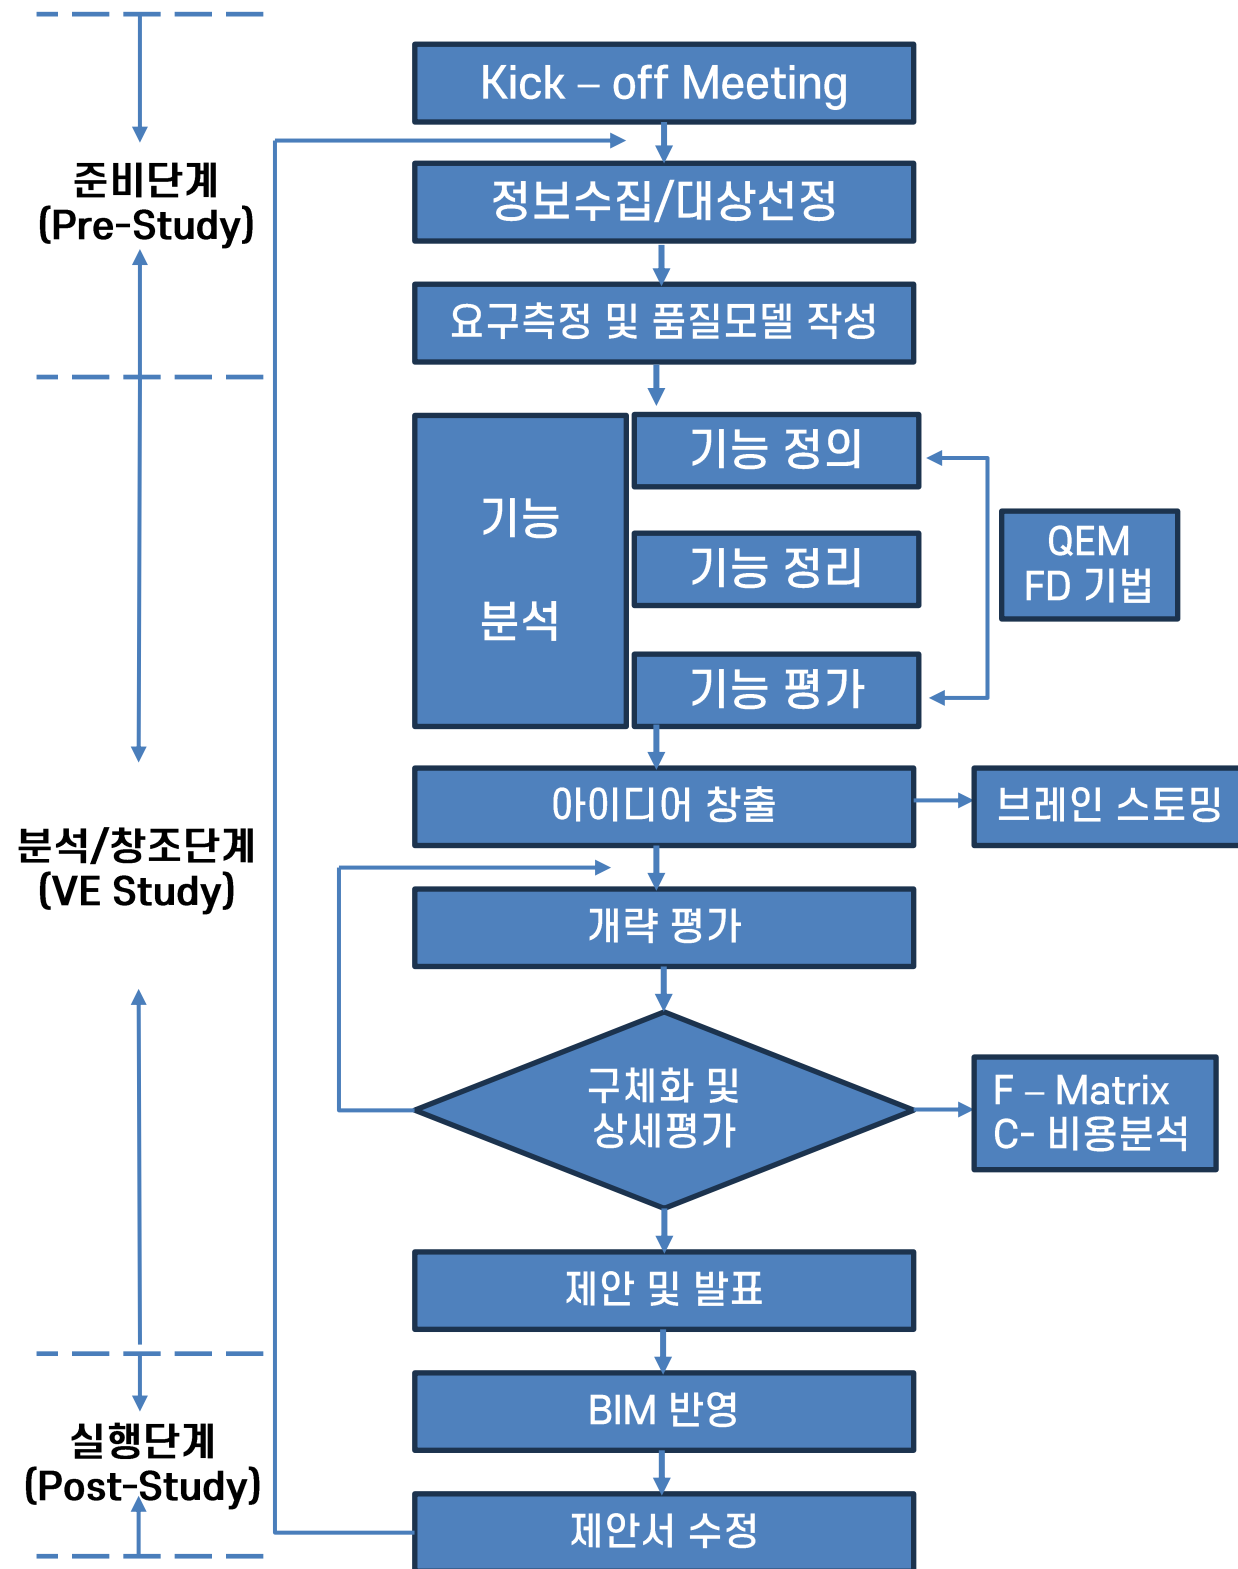 Kick – off Meeting
준비단계
(Pre-Study)
정보수집/대상선정
요구측정 및 품질모델 작성
기능
분석
기능 정의
기능 정리
기능 평가
QEM
FD 기법
아이디어 창출
브레인 스토밍
분석/창조단계
(VE Study)
개략 평가
구체화 및
상세평가
F – Matrix
C- 비용분석
제안 및 발표
BIM 반영
실행단계
(Post-Study)
제안서 수정